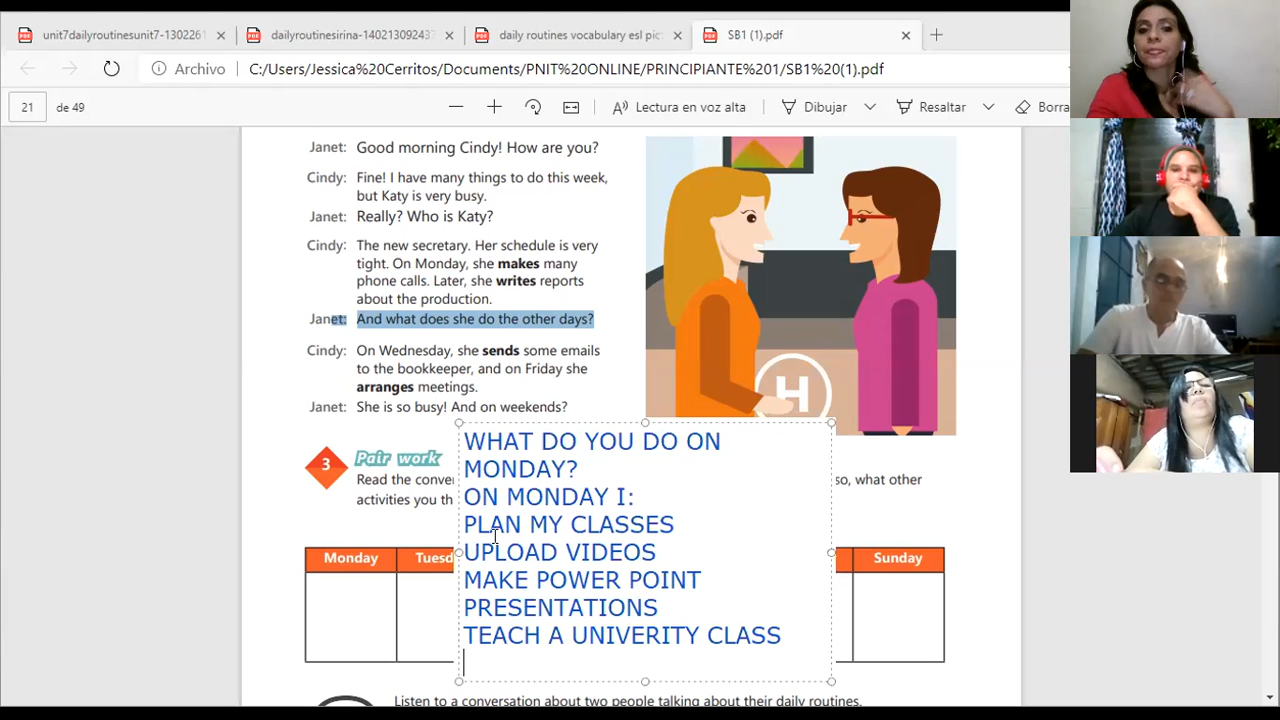 unit7dailyroutinesunit7-1302261
dailyroutinesirina-14021309243
daily routines vocabulary esl pic
SB1 (1).pdf
Archivo
C:/Users/Jessica%20Cerritos/Documents/PNIT%20ONLINE/PRINCIPIANTE%201/SB1%20(1).pdf
21 de 49
Lectura en voz alta
Dibujar
Resaltar
Borra
Janet: Good morning Cindy! How are you?
Cindy: Fine! I have many things to do this week,
but Katy is very busy.
Janet: Really? Who is Katy?
Cindy: The new secretary. Her schedule is very
tight. On Monday, she makes many
phone calls. Later, she writes reports
about the production.
Janet: And what does she do the other days?
Cindy: On Wednesday, she sends some emails
to the bookkeeper, and on Friday she
arranges meetings.
Janet: She is so busy! And on weekends?
H
WHAT DO YOU DO ON
MONDAY?
ON MONDAY I:
PLAN MY CLASSES
UPLOAD VIDEOS
MAKE POWER POINT
PRESENTATIONS
TEACH A UNIVERITY CLASS
3 Pair work
Read the conver so, what other
activities you th
Monday Tuesd Sunday
Listen to a conversation about two people talking about their daily routines.